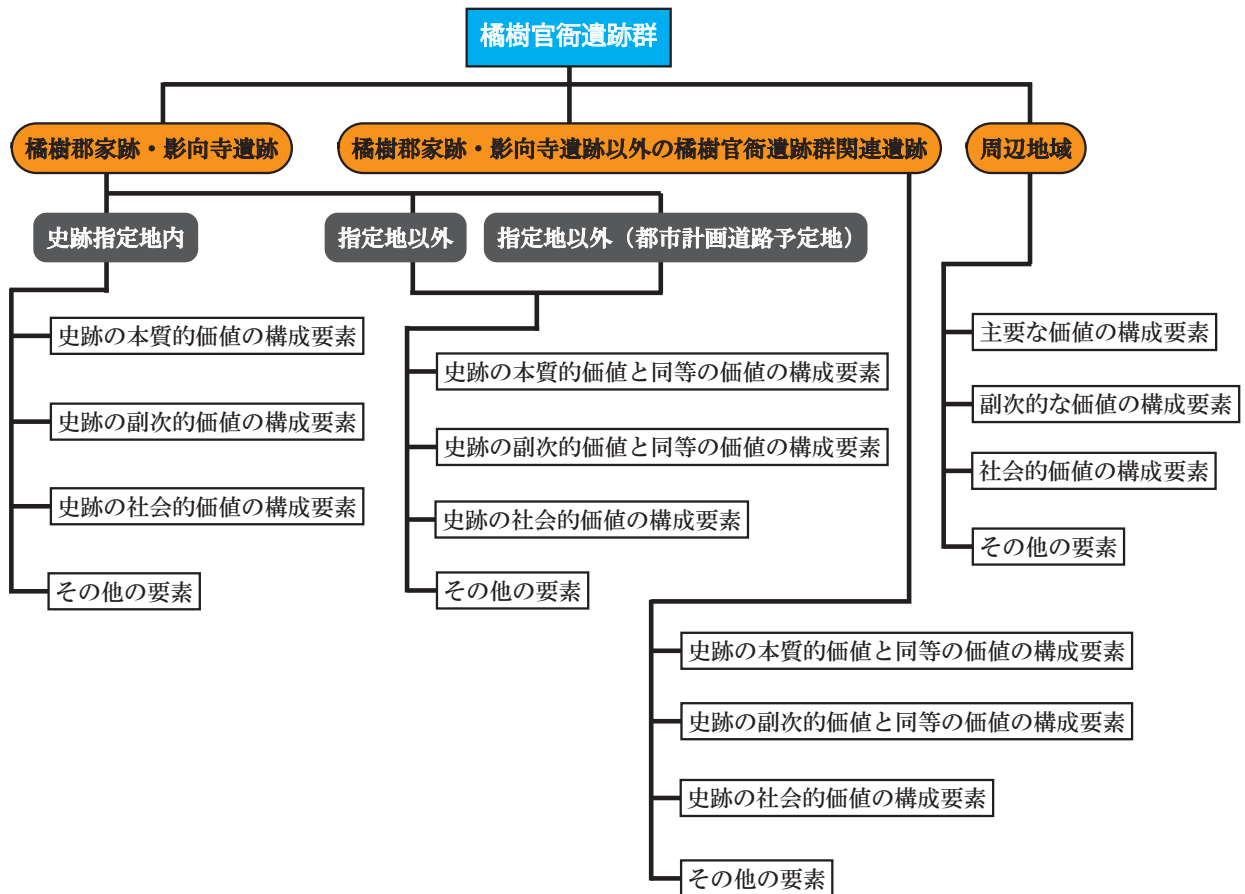 橘樹官衙遺跡群
橘樹郡家跡・影向寺遺跡
橘樹郡家跡・影向寺遺跡以外の橘樹官衙遺跡群関連遺跡
周辺地域
史跡指定地内
指定地以外
指定地以外（都市計画道路予定地）
史跡の本質的価値の構成要素
史跡の副次的価値の構成要素
史跡の社会的価値の構成要素
その他の要素
史跡の本質的価値と同等の価値の構成要素
史跡の副次的価値と同等の価値の構成要素
史跡の社会的価値の構成要素
その他の要素
史跡の本質的価値と同等の価値の構成要素
史跡の副次的価値と同等の価値の構成要素
史跡の社会的価値の構成要素
その他の要素
主要な価値の構成要素
副次的な価値の構成要素
社会的価値の構成要素
その他の要素